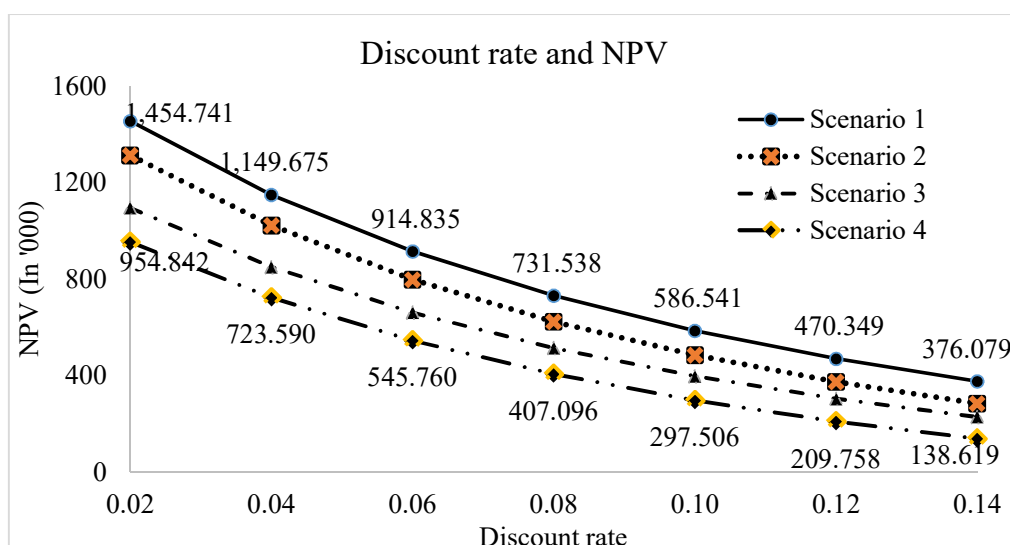 Discount rate and NPV
1600
1200
800
400
0
NPV (In '000)
1,454.741
1,149.675
914.835
731.538
586.541
470.349
376.079
954.842
723.590
545.760
407.096
297.506
209.758
138.619
Scenario 1
Scenario 2
Scenario 3
Scenario 4
0.02 0.04 0.06 0.08 0.10 0.12 0.14
Discount rate